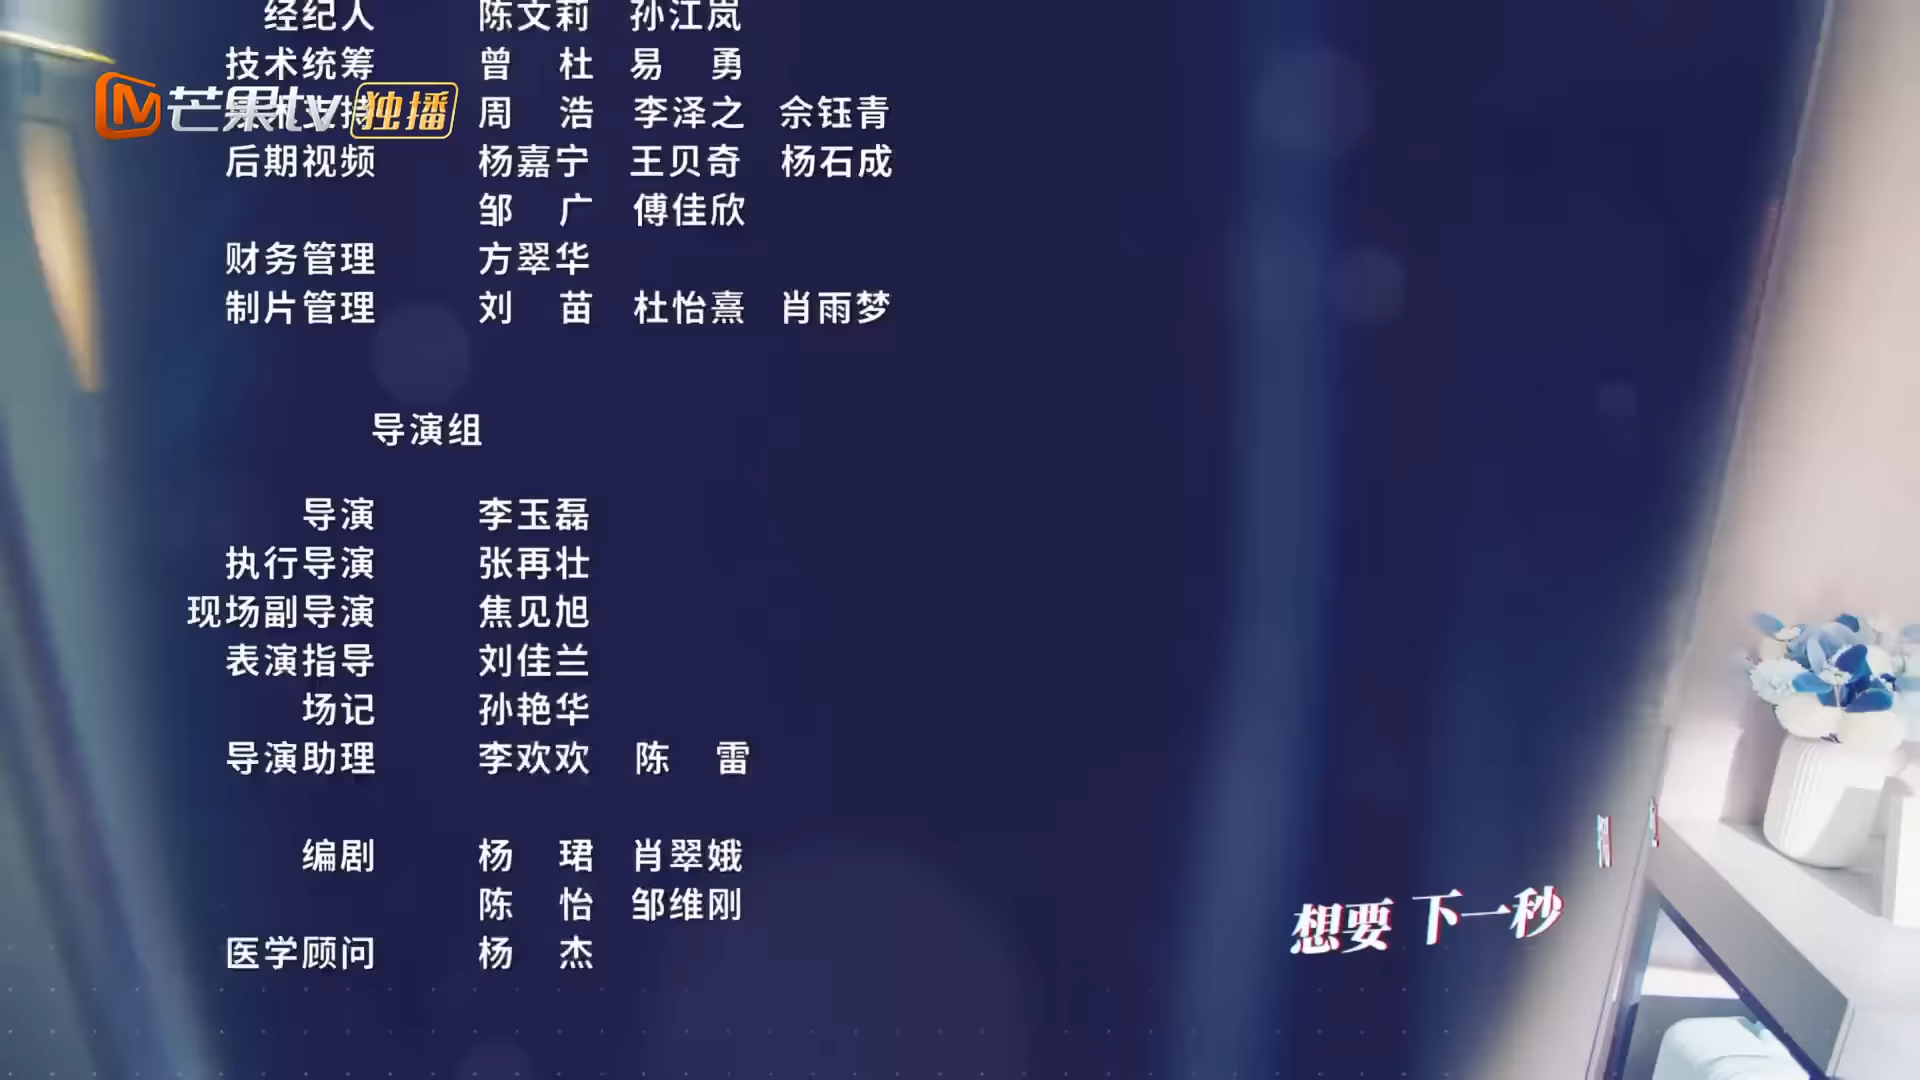 经纪人 陈文莉 孙江岚
技术统筹 曾 杜 易 勇
芒果tv 独播
周 浩 李泽之 佘钰青
后期视频 杨嘉宁 王贝奇 杨石成
邹 广 傅佳欣
财务管理 方翠华
制片管理 刘 苗 杜怡熹 肖雨梦
导演组
导演 李玉磊
执行导演 张再壮
现场副导演 焦见旭
表演指导 刘佳兰
场记 孙艳华
导演助理 李欢欢 陈 雷
编剧 杨 珺 肖翠娥
陈 怡 邹维刚
医学顾问 杨 杰
想要 下一秒